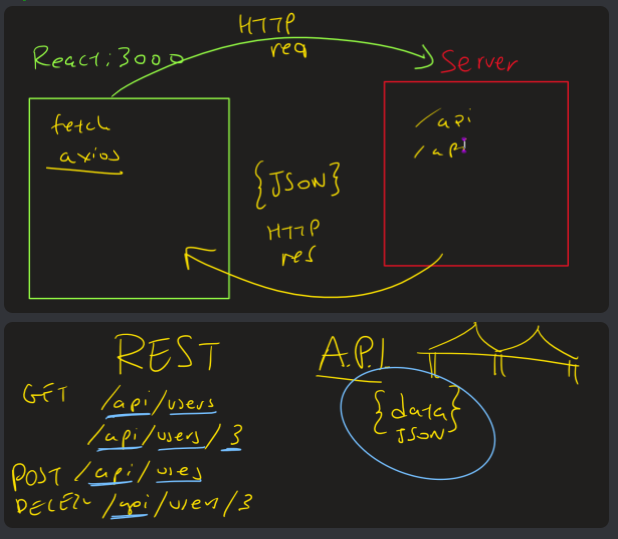 HTTP
req
React:3000
Server
fetch
axios
/api
/api
{JSON}
HTTP
res
REST
A.P.I.
GET
/api/users
/api/users/3
POST /api/uses
DELETE /api/users/3
{data}
JSON